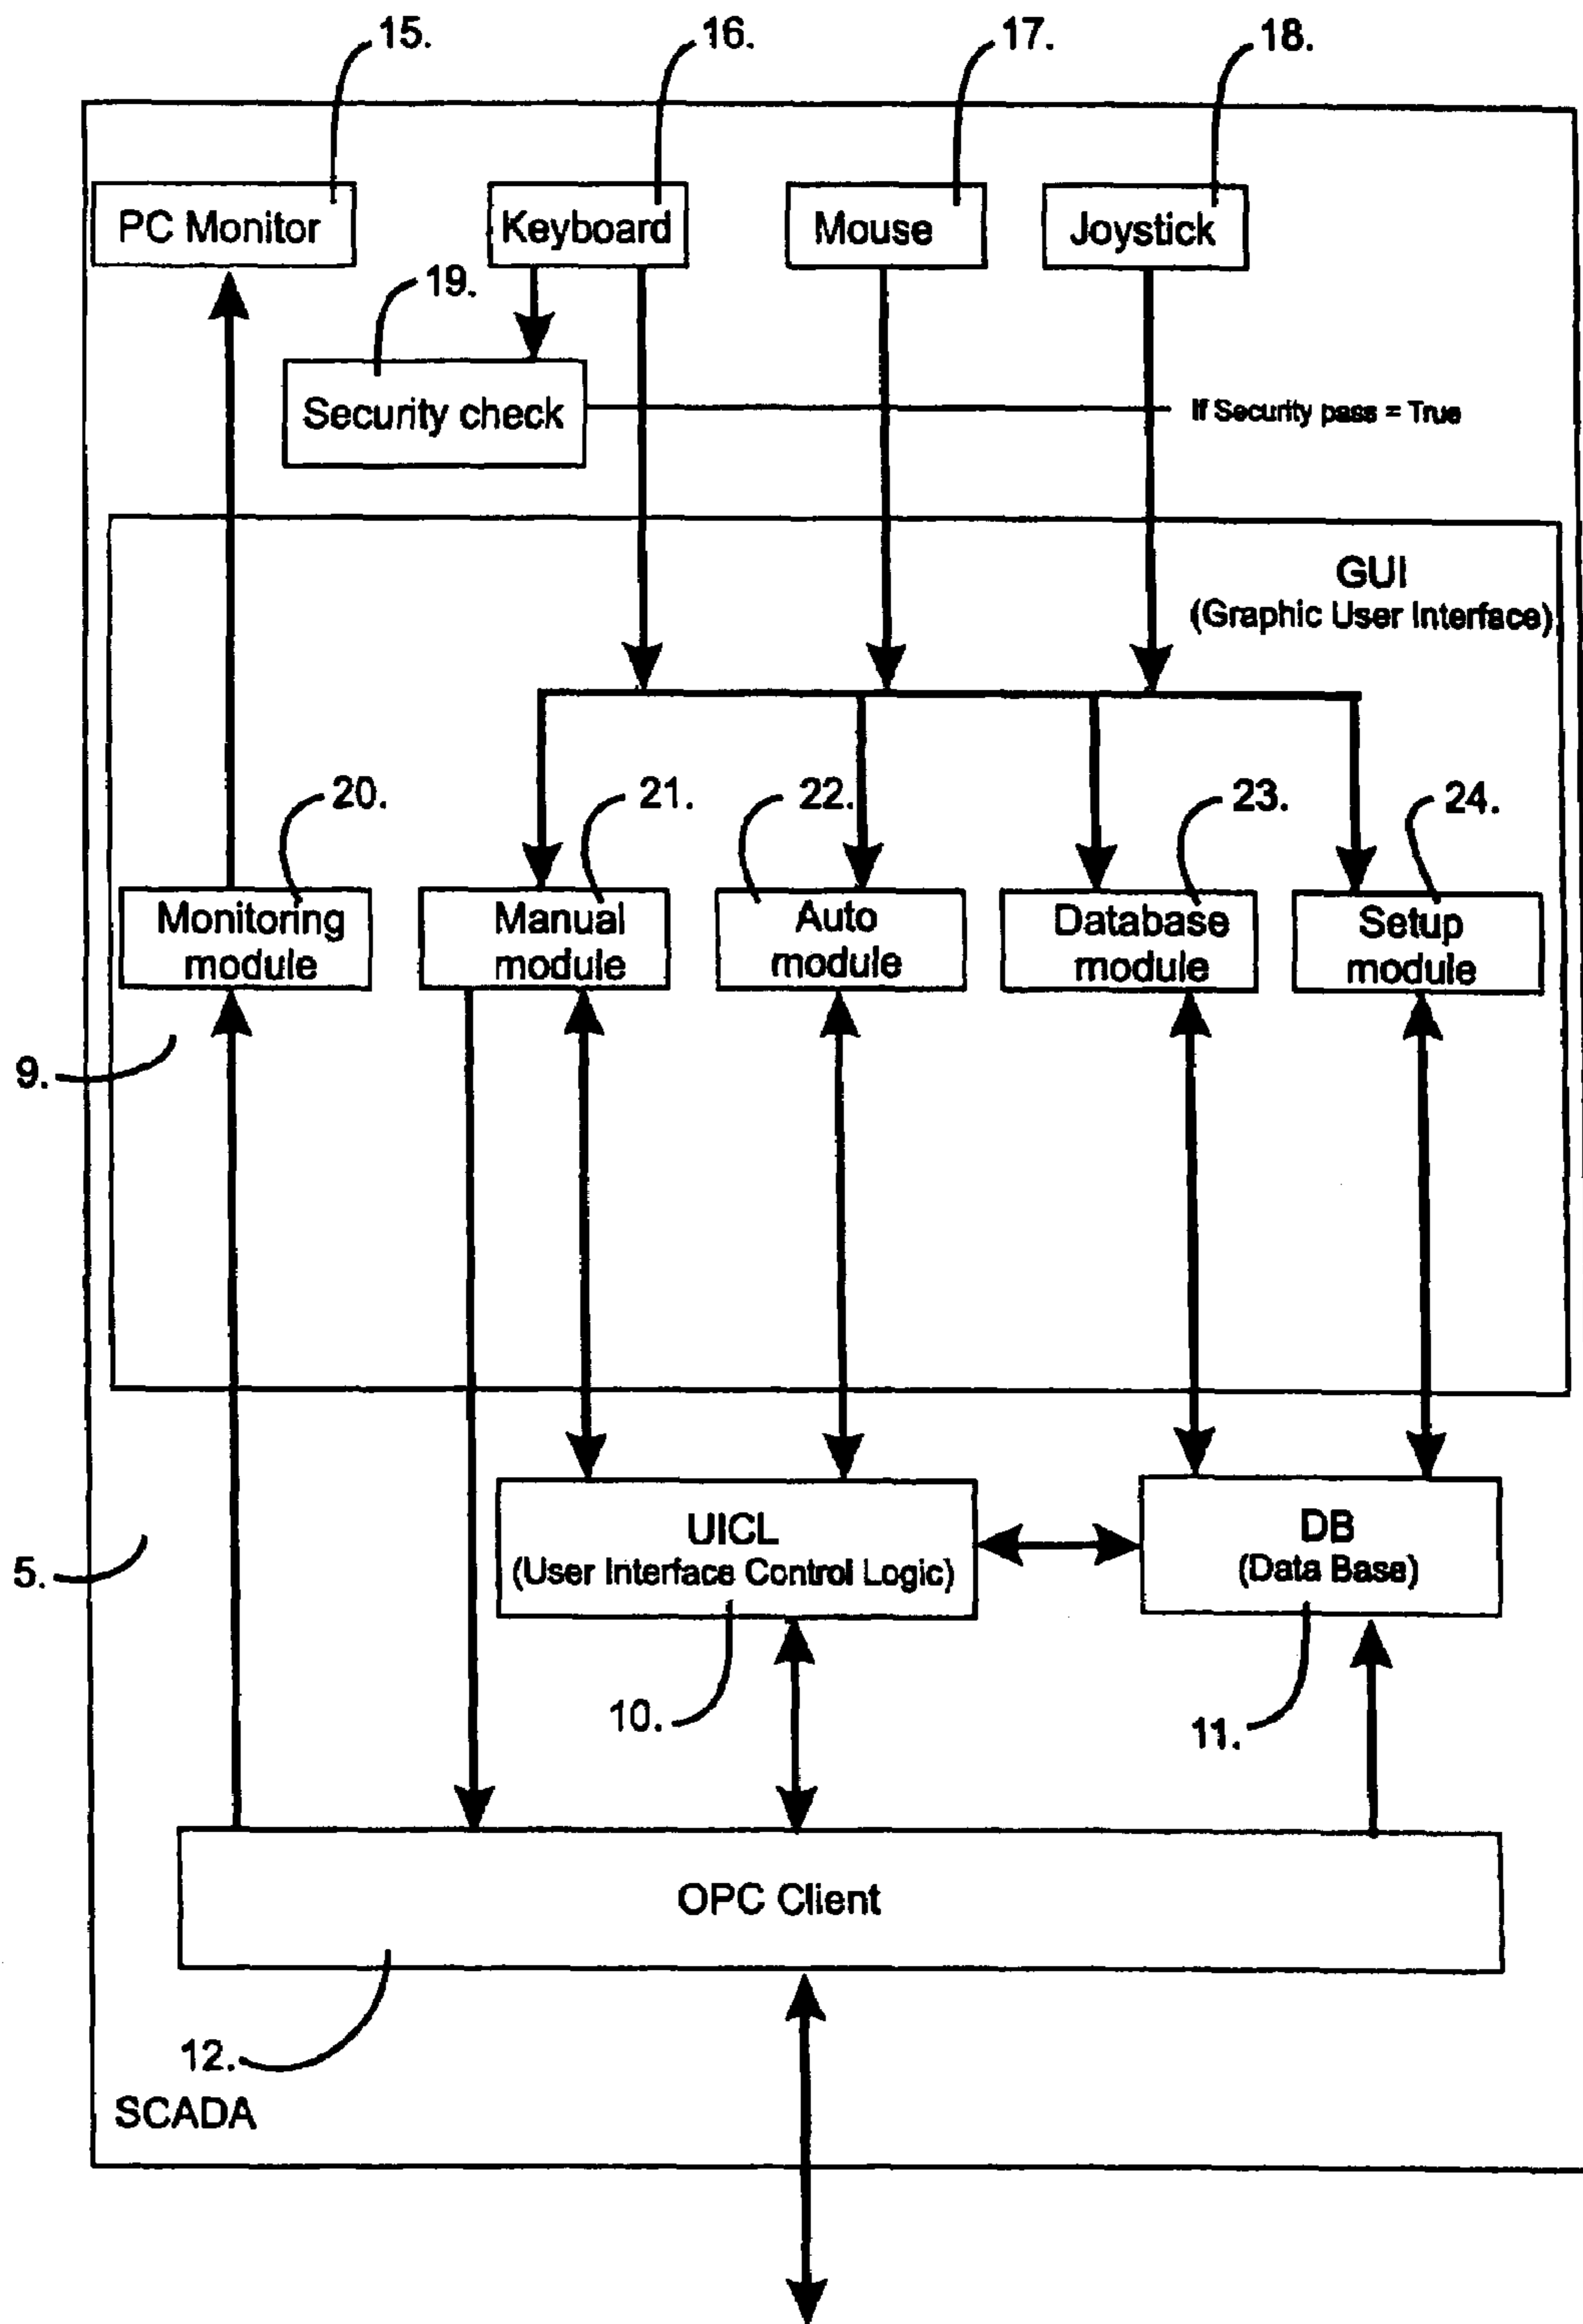 15.
16.
17.
18.
PC Monitor
Keyboard
Mouse
Joystick
19.
Security check
If Security pass = True
GUI
(Graphic User Interface)
20.
21.
22.
23.
24.
Monitoring
module
Manual
module
Auto
module
Database
module
Setup
module
9.
5.
UICL
(User Interface Control Logic)
DB
(Data Base)
10.
11.
OPC Client
12.
SCADA